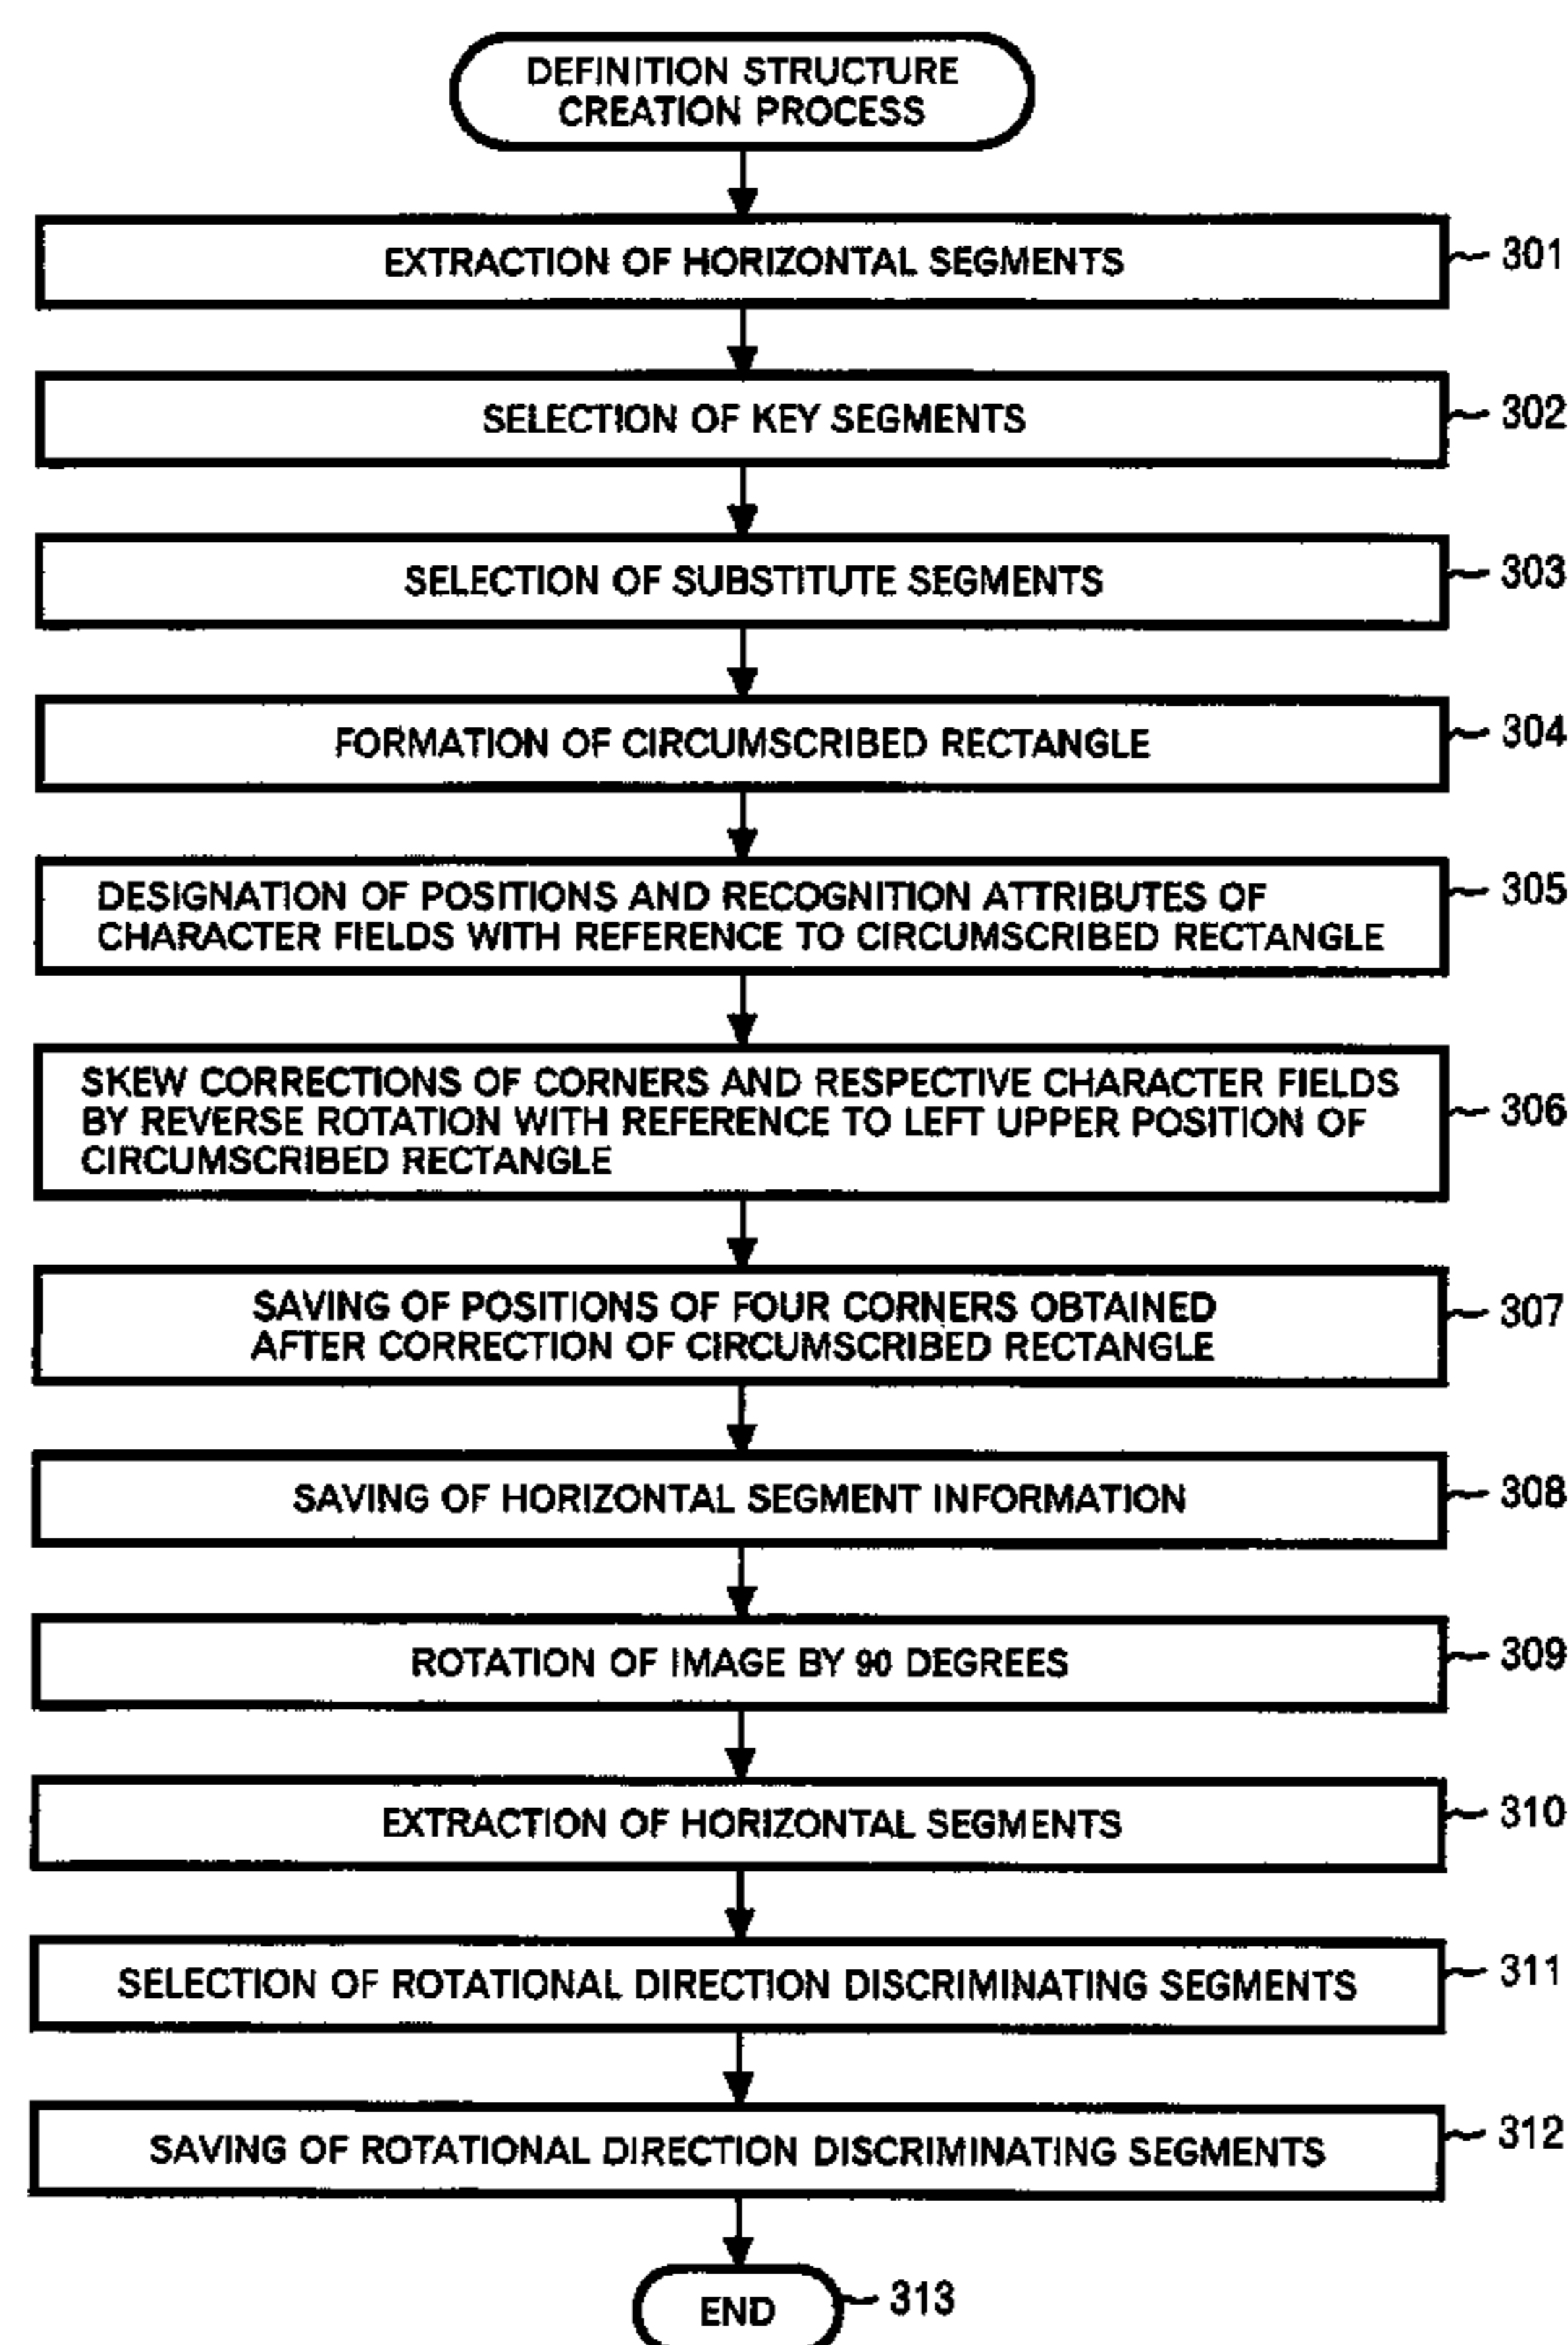 DEFINITION STRUCTURE
CREATION PROCESS
EXTRACTION OF HORIZONTAL SEGMENTS
301
SELECTION OF KEY SEGMENTS
302
SELECTION OF SUBSTITUTE SEGMENTS
303
FORMATION OF CIRCUMSCRIBED RECTANGLE
304
DESIGNATION OF POSITIONS AND RECOGNITION ATTRIBUTES OF
CHARACTER FIELDS WITH REFERENCE TO CIRCUMSCRIBED RECTANGLE
305
SKEW CORRECTIONS OF CORNERS AND RESPECTIVE CHARACTER FIELDS
BY REVERSE ROTATION WITH REFERENCE TO LEFT UPPER POSITION OF
CIRCUMSCRIBED RECTANGLE
306
SAVING OF POSITIONS OF FOUR CORNERS OBTAINED
AFTER CORRECTION OF CIRCUMSCRIBED RECTANGLE
307
SAVING OF HORIZONTAL SEGMENT INFORMATION
308
ROTATION OF IMAGE BY 90 DEGREES
309
EXTRACTION OF HORIZONTAL SEGMENTS
310
SELECTION OF ROTATIONAL DIRECTION DISCRIMINATING SEGMENTS
311
SAVING OF ROTATIONAL DIRECTION DISCRIMINATING SEGMENTS
312
END
313